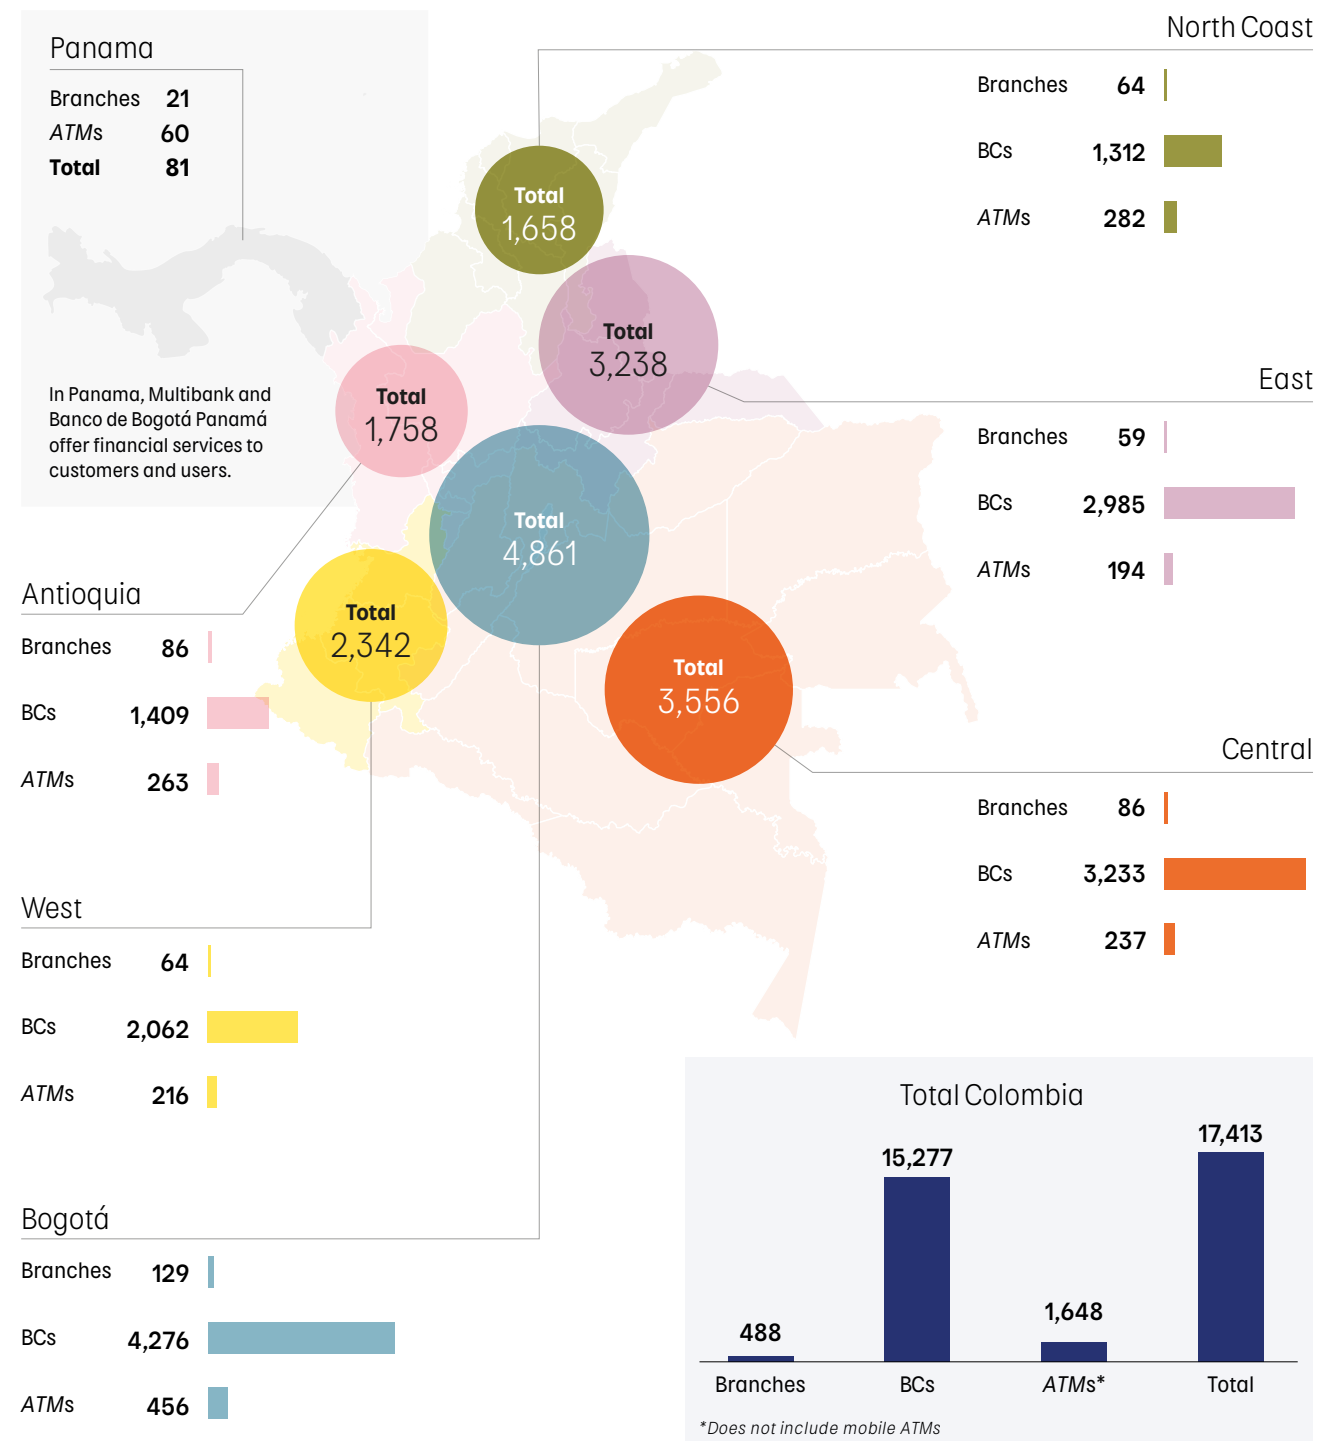 Panama
Branches 21
ATMs 60
Total 81
In Panama, Multibank and
Banco de Bogotá Panamá
offer financial services to
customers and users.
North Coast
Branches 64
BCs 1,312
ATMs 282
Total
1,658
Total
3,238
East
Branches 59
BCs 2,985
ATMs 194
Total
1,758
Total
4,861
Antioquia
Branches 86
BCs 1,409
ATMs 263
Total
2,342
Total
3,556
Central
Branches 86
BCs 3,233
ATMs 237
West
Branches 64
BCs 2,062
ATMs 216
Bogotá
Branches 129
BCs 4,276
ATMs 456
Total Colombia
488
15,277
1,648
17,413
Branches BCs ATMs* Total
*Does not include mobile ATMs